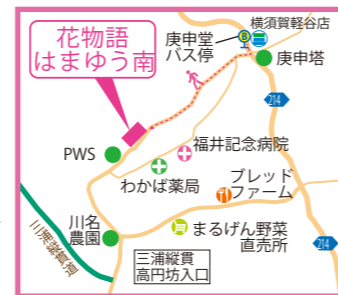 横須賀軽谷店
花物語
はまゆう南
庚申堂
バス停
B
庚申塔
214
PWS
福井記念病院
わかば薬局
ブレッド
ファーム
川名
農園
まるげん野菜
直売所
214
三浦縦貫道
三浦縦貫
高円坊入口